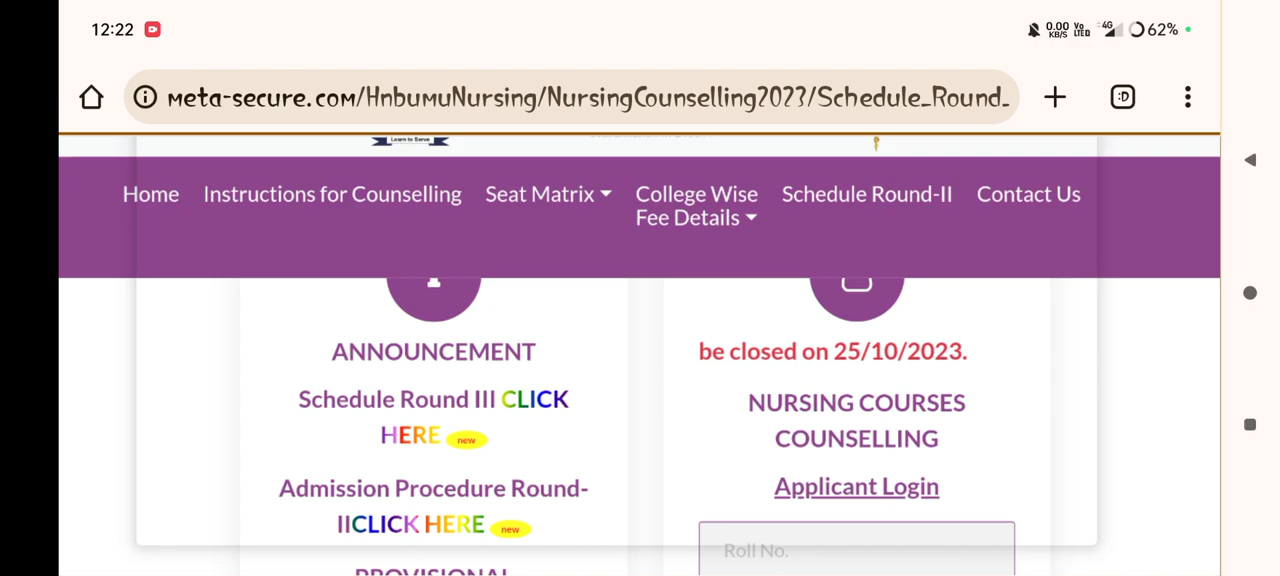 12:22 0.00 KB/S Vo LTED 4G 62%
meta-secure.com/HnbumuNursing/NursingCounselling2023/Schedule_Round_
Learn to Serve
Home Instructions for Counselling Seat Matrix College Wise Fee Details Schedule Round-II Contact Us
ANNOUNCEMENT
Schedule Round III CLICK
HERE new
Admission Procedure Round-
IICLICK HERE new
PROVISIONAL
be closed on 25/10/2023.
NURSING COURSES
COUNSELLING
Applicant Login
Roll No.